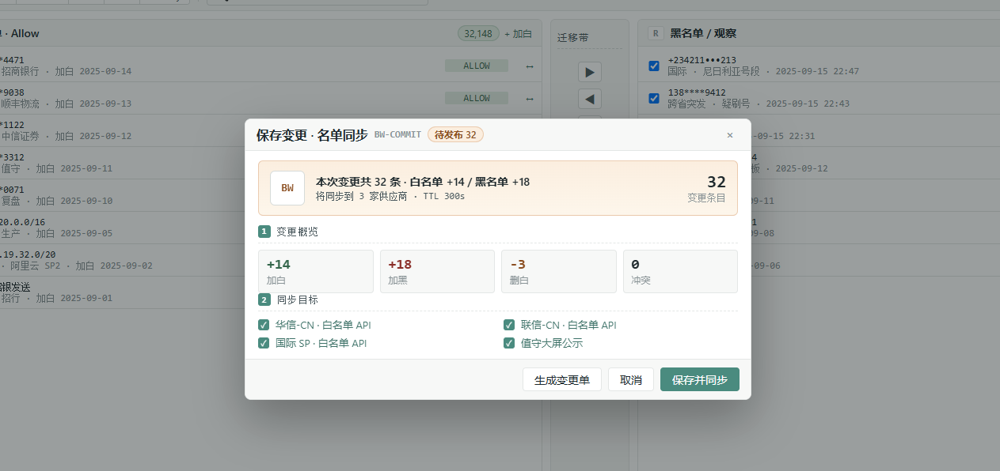 · Allow
32,148
+ 加白
*4471
招商银行 · 加白 2025-09-14
ALLOW
↔
*9038
顺丰物流 · 加白 2025-09-13
ALLOW
↔
*1122
中信证券 · 加白 2025-09-12
*3312
值守 · 加白 2025-09-11
*0071
复盘 · 加白 2025-09-10
20.0.0/16
生产 · 加白 2025-09-05
.19.32.0/20
· 阿里云 SP2 · 加白 2025-09-02
银发送
招行 · 加白 2025-09-01
迁移带
▶
◀
R 黑名单 / 观察
+234211•••213
国际 · 尼日利亚号段 · 2025-09-15 22:47
138****9412
跨省突发 · 疑刷号 · 2025-09-15 22:43
-09-15 22:31
4
板 · 2025-09-12
09-11
1
09-08
-09-06
保存变更 · 名单同步 BW-COMMIT 待发布 32
×
BW
本次变更共 32 条 · 白名单 +14 / 黑名单 +18
将同步到 3 家供应商 · TTL 300s
32
变更条目
1 变更概览
+14
加白
+18
加黑
-3
删白
0
冲突
2 同步目标
华信-CN · 白名单 API
联信-CN · 白名单 API
国际 SP · 白名单 API
值守大屏公示
生成变更单
取消
保存并同步